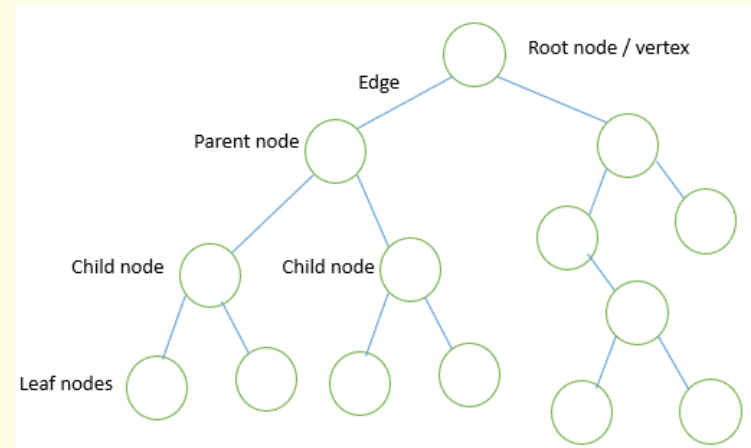 Root node / vertex
Edge
Parent node
Child node
Child node
Leaf nodes